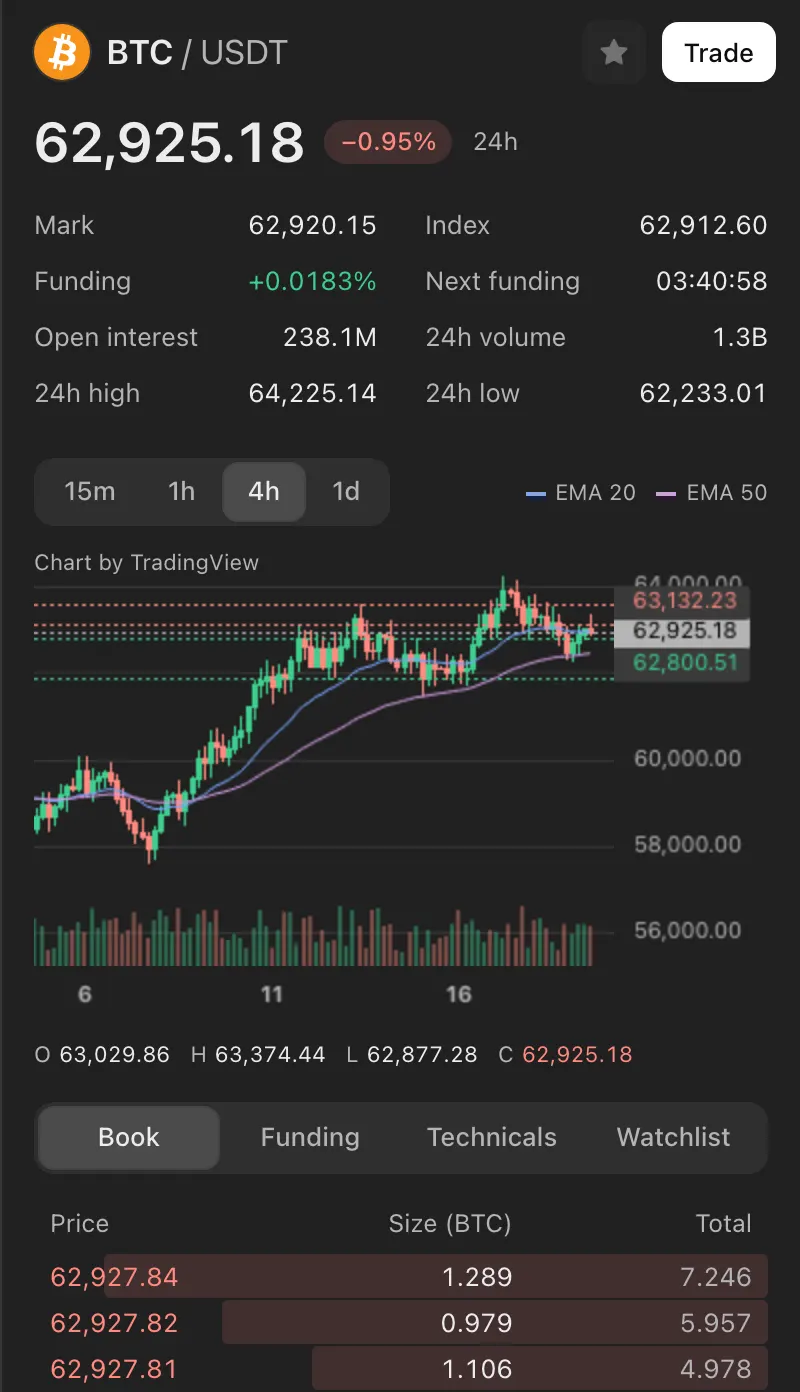 BTC / USDT
Trade
62,925.18 −0.95% 24h
Mark 62,920.15 Index 62,912.60
Funding +0.0183% Next funding 03:40:58
Open interest 238.1M 24h volume 1.3B
24h high 64,225.14 24h low 62,233.01
15m 1h 4h 1d EMA 20 EMA 50
Chart by TradingView
64,000.00
63,132.23
62,925.18
62,800.51
60,000.00
58,000.00
56,000.00
6 11 16
O 63,029.86 H 63,374.44 L 62,877.28 C 62,925.18
Book Funding Technicals Watchlist
Price Size (BTC) Total
62,927.84 1.289 7.246
62,927.82 0.979 5.957
62,927.81 1.106 4.978